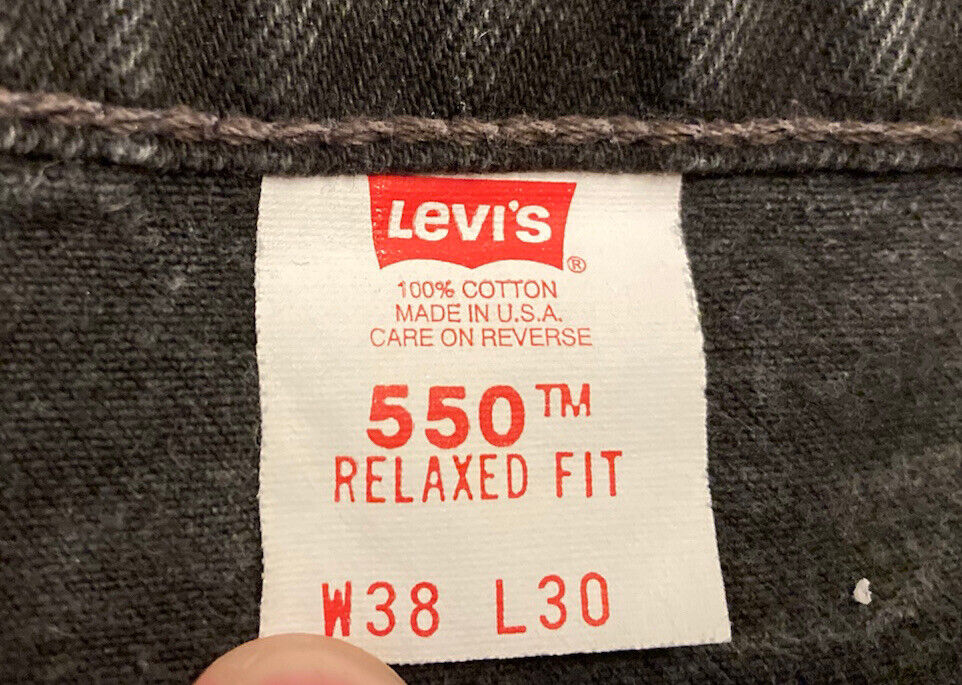 Levi's ®
100% COTTON
MADE IN U.S.A.
CARE ON REVERSE
550™
RELAXED FIT
W38 L30